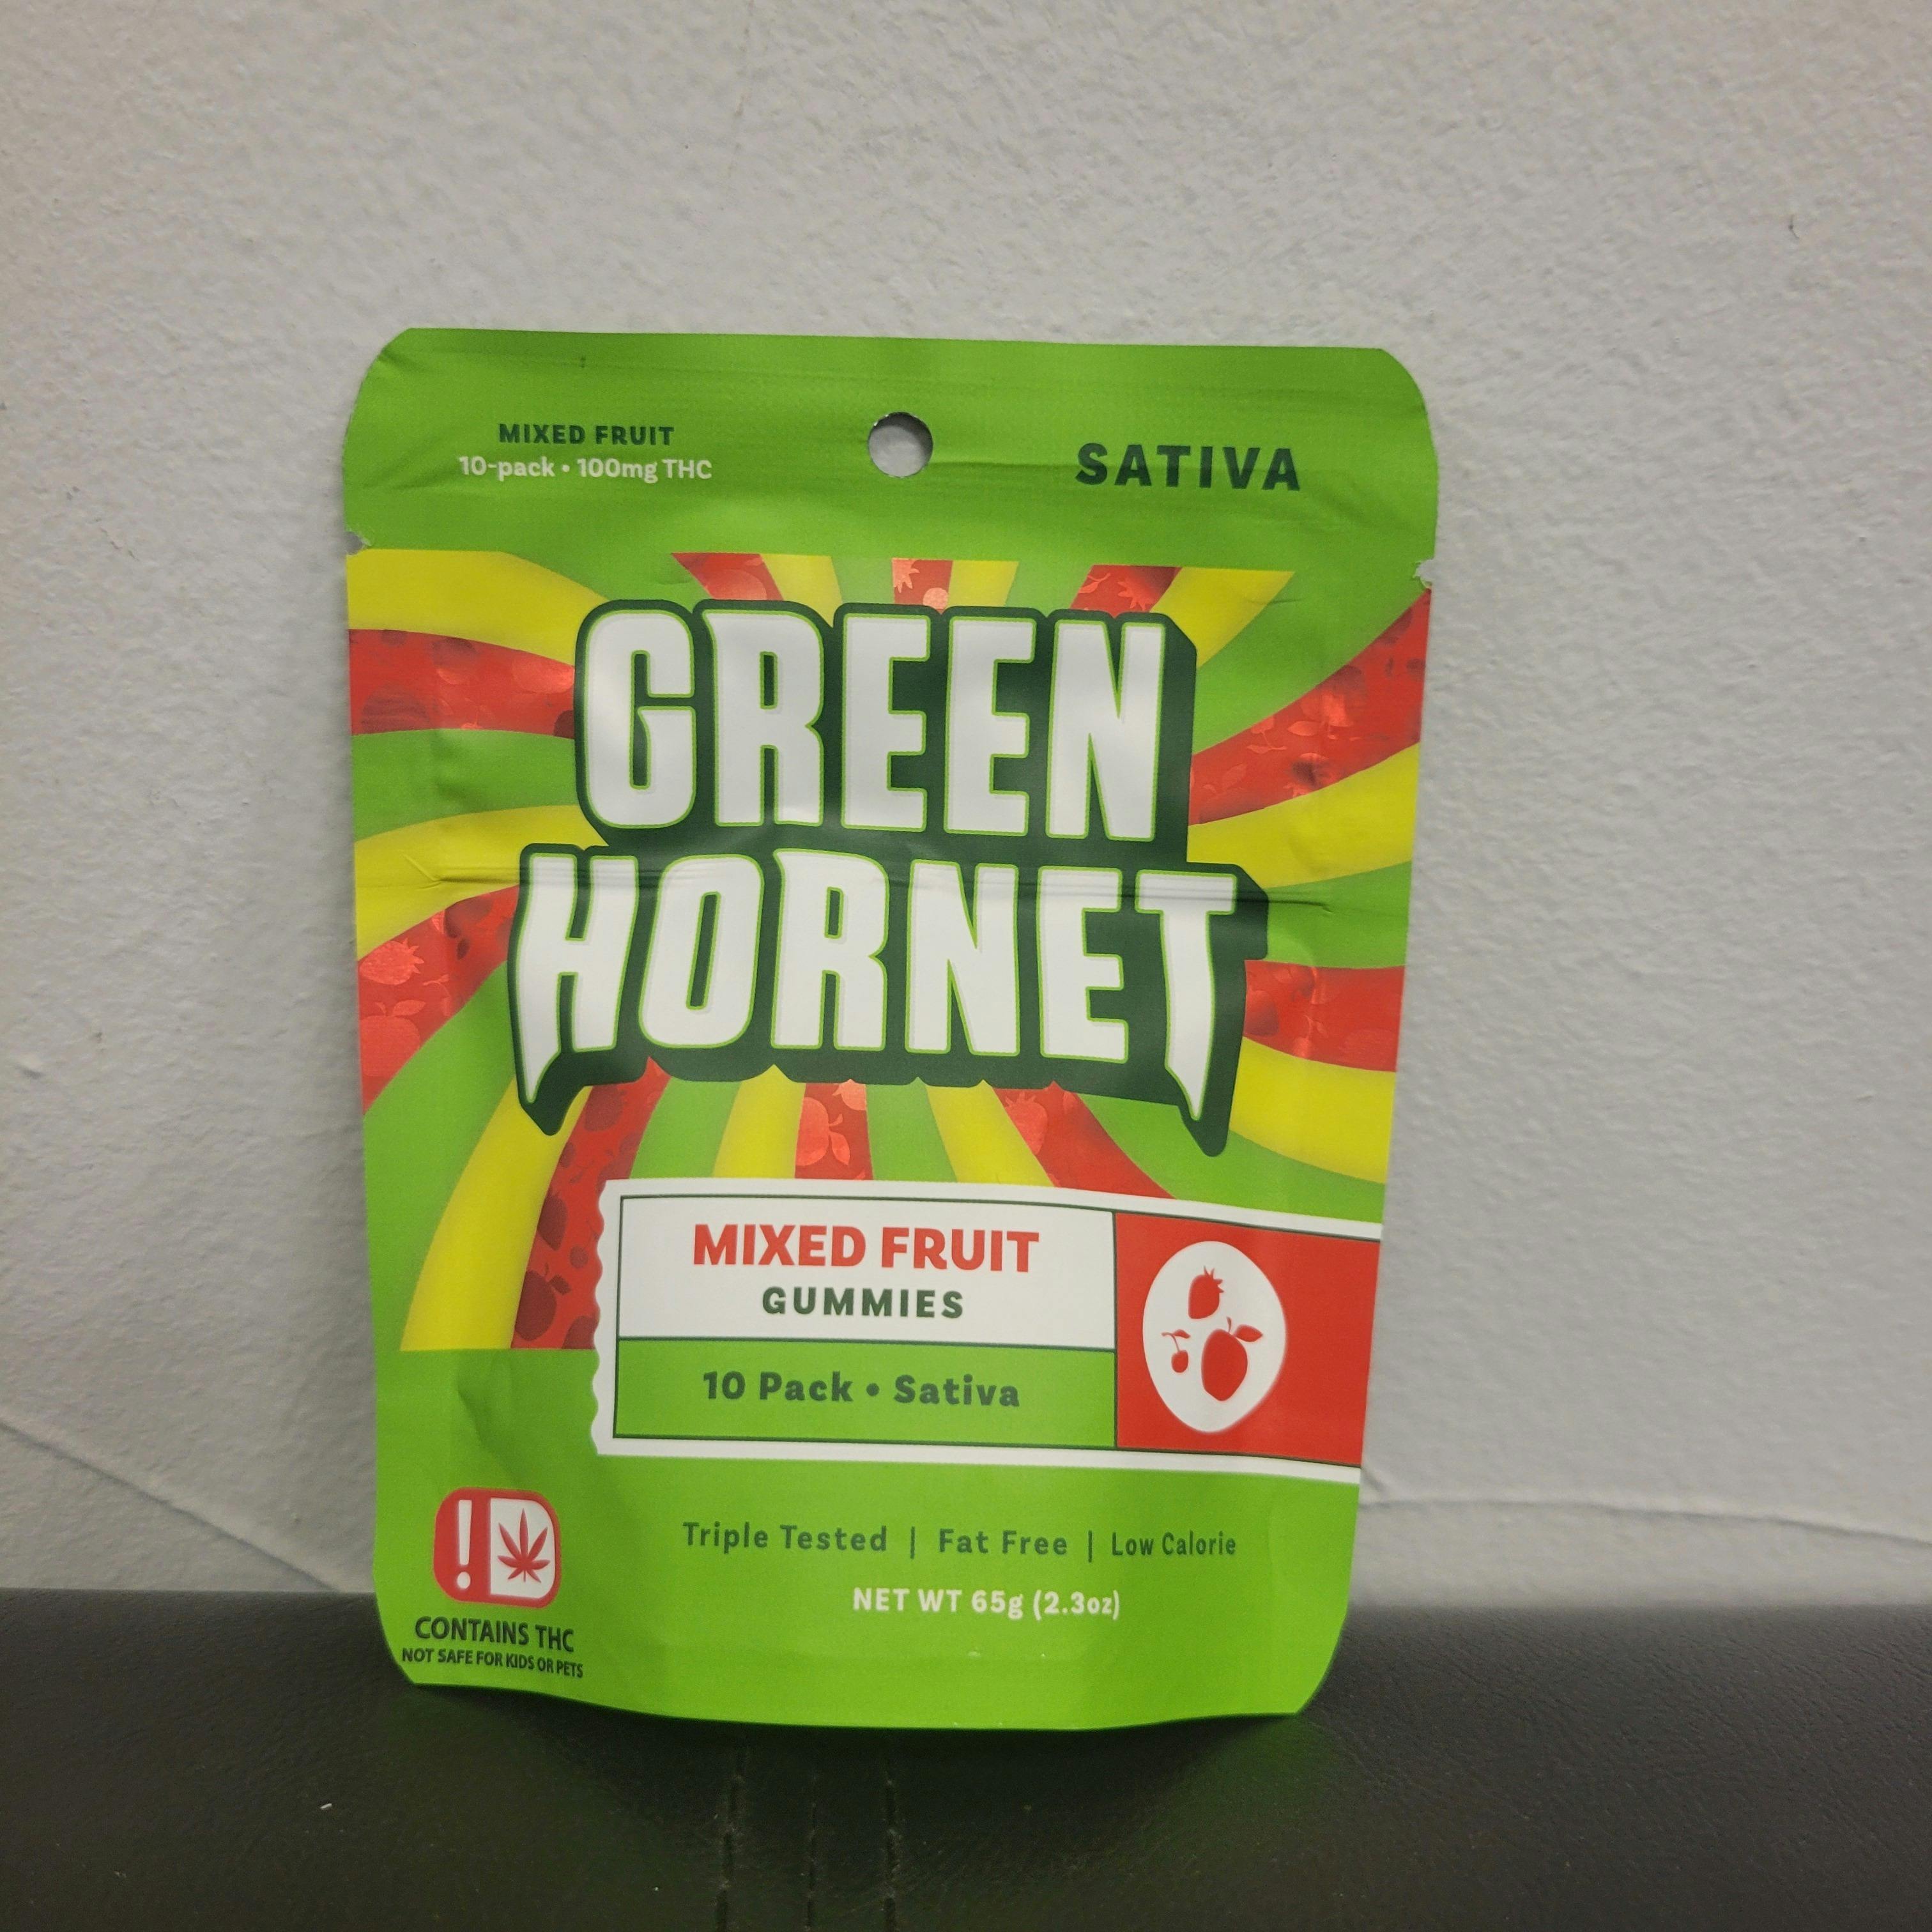 MIXED FRUIT
10-pack • 100mg THC
SATIVA
GREEN
HORNET
MIXED FRUIT
GUMMIES
10 Pack • Sativa
!
CONTAINS THC
NOT SAFE FOR KIDS OR PETS
Triple Tested | Fat Free | Low Calorie
NET WT 65g (2.3oz)